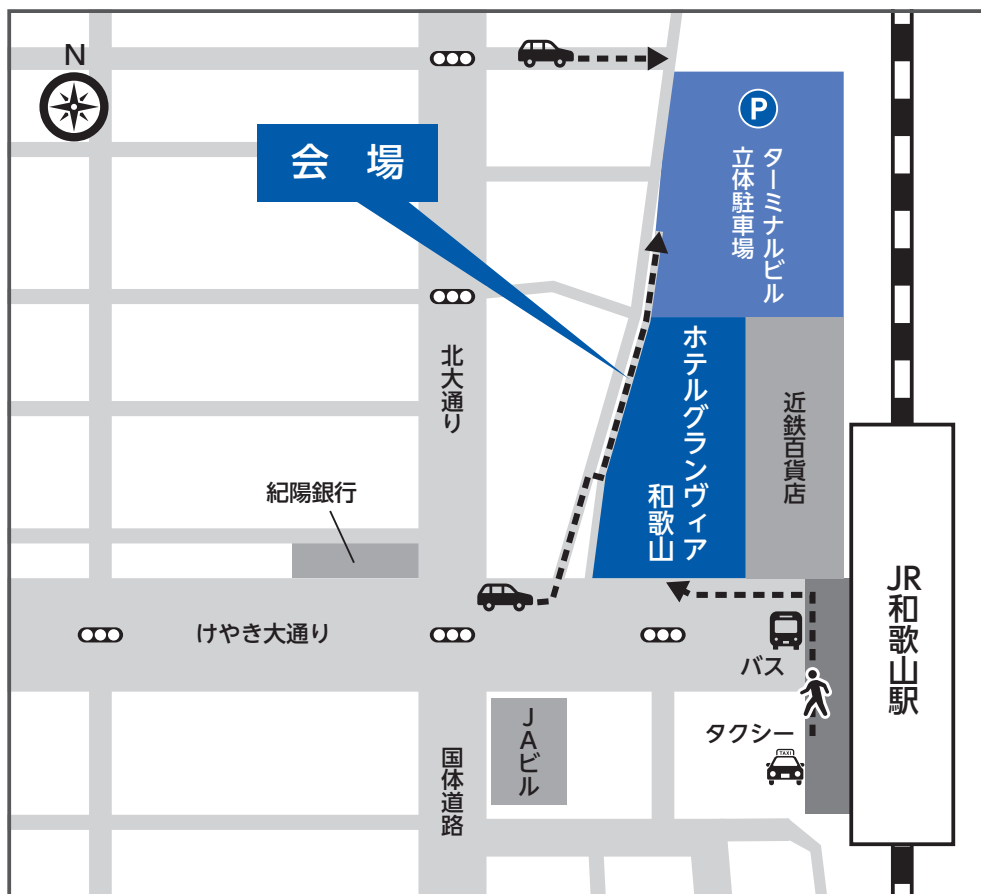 N
会場
P
ターミナルビル
立体駐車場
北大通り
ホテルグランヴィア
和歌山
近鉄百貨店
紀陽銀行
JR和歌山駅
けやき大通り
バス
タクシー
TAXI
JAビル
国体道路